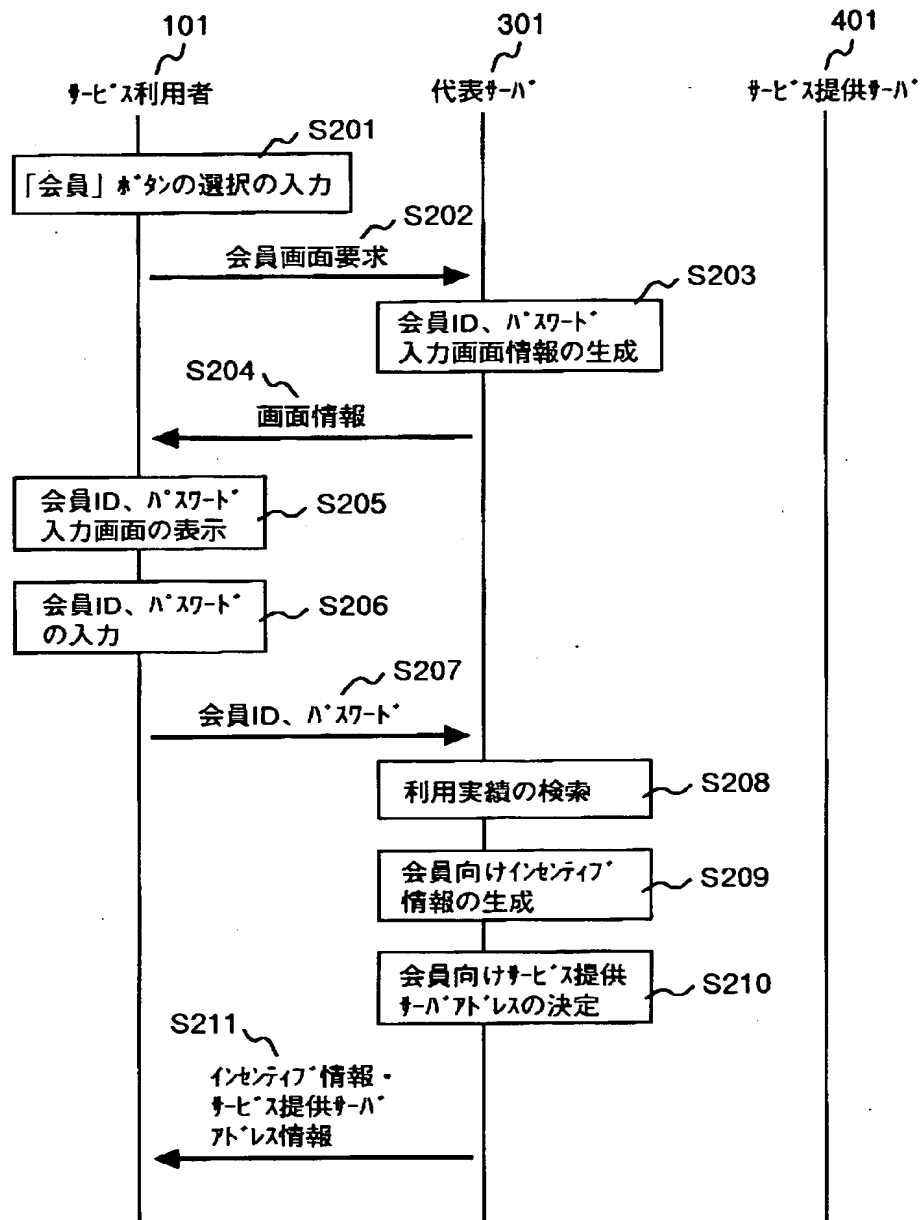 101
301
401
ｻｰﾋﾞｽ利用者
代表ｻｰﾊﾞ
ｻｰﾋﾞｽ提供ｻｰﾊﾞ
S201
「会員」ﾎﾞﾀﾝの選択の入力
S202
会員画面要求
S203
会員ID、ﾊﾟｽﾜｰﾄﾞ
入力画面情報の生成
S204
画面情報
会員ID、ﾊﾟｽﾜｰﾄﾞ
入力画面の表示
S205
会員ID、ﾊﾟｽﾜｰﾄﾞ
の入力
S206
S207
会員ID、ﾊﾟｽﾜｰﾄﾞ
利用実績の検索
S208
会員向けｲﾝｾﾝﾃｨﾌﾞ
情報の生成
S209
会員向けｻｰﾋﾞｽ提供
ｻｰﾊﾞｱﾄﾞﾚｽの決定
S210
S211
ｲﾝｾﾝﾃｨﾌﾞ情報・
ｻｰﾋﾞｽ提供ｻｰﾊﾞ
ｱﾄﾞﾚｽ情報